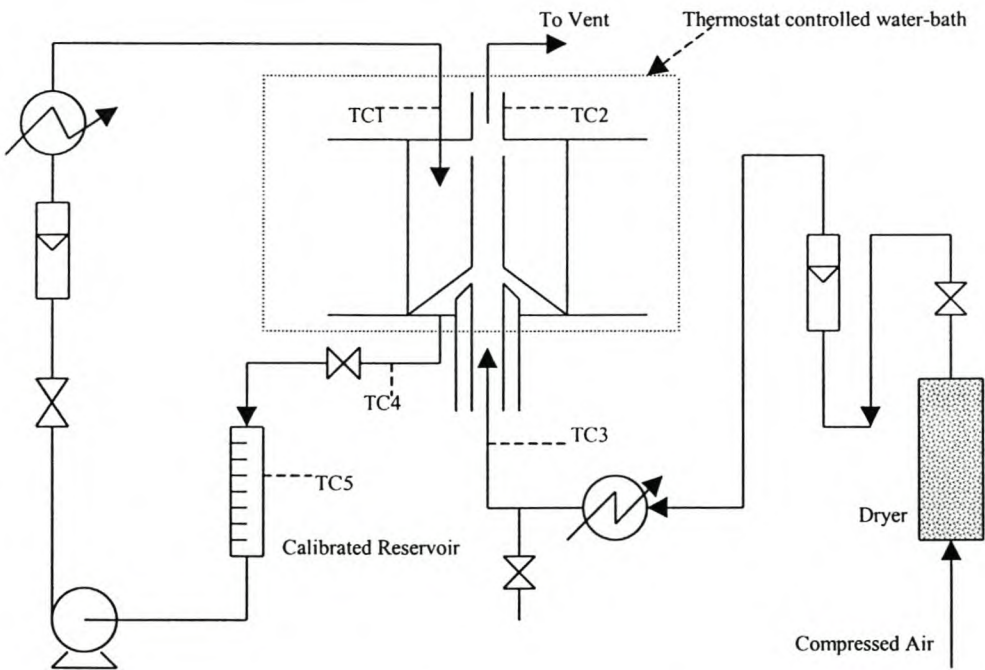 To Vent
Thermostat controlled water-bath
TC1
TC2
TC4
TC3
TC5
Dryer
Calibrated Reservoir
Compressed Air